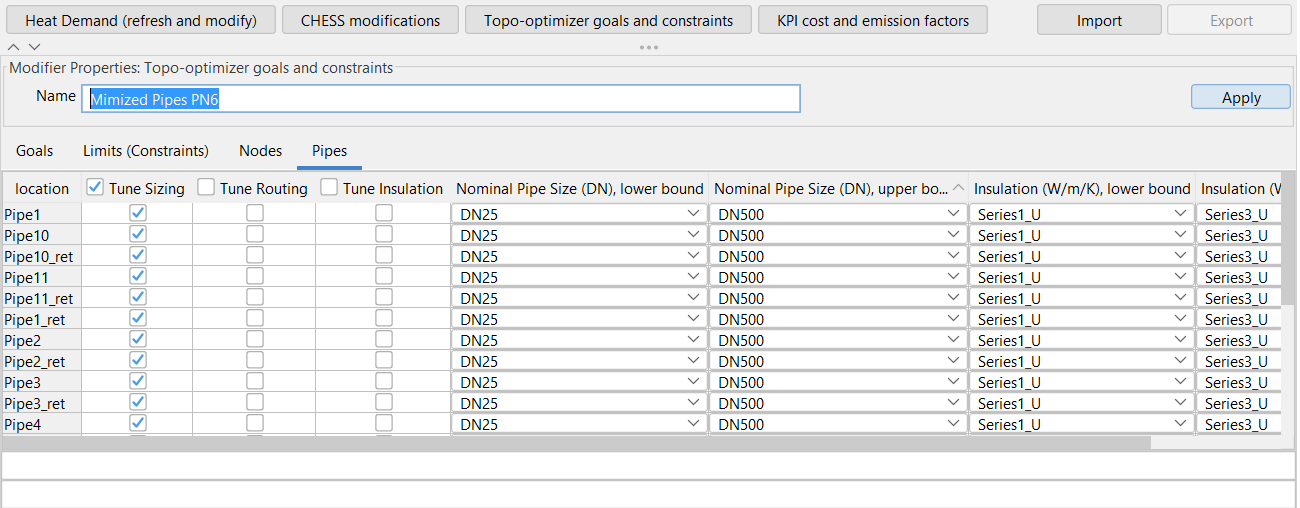 Heat Demand (refresh and modify) CHESS modifications Topo-optimizer goals and constraints KPI cost and emission factors Import Export
Modifier Properties: Topo-optimizer goals and constraints
Name Mimized Pipes PN6 Apply
Goals Limits (Constraints) Nodes Pipes
location Tune Sizing Tune Routing Tune Insulation Nominal Pipe Size (DN), lower bound Nominal Pipe Size (DN), upper bo... Insulation (W/m/K), lower bound Insulation (W
Pipe1 DN25 DN500 Series1_U Series3_U
Pipe10 DN25 DN500 Series1_U Series3_U
Pipe10_ret DN25 DN500 Series1_U Series3_U
Pipe11 DN25 DN500 Series1_U Series3_U
Pipe11_ret DN25 DN500 Series1_U Series3_U
Pipe1_ret DN25 DN500 Series1_U Series3_U
Pipe2 DN25 DN500 Series1_U Series3_U
Pipe2_ret DN25 DN500 Series1_U Series3_U
Pipe3 DN25 DN500 Series1_U Series3_U
Pipe3_ret DN25 DN500 Series1_U Series3_U
Pipe4 DN25 DN500 Series1_U Series3_U